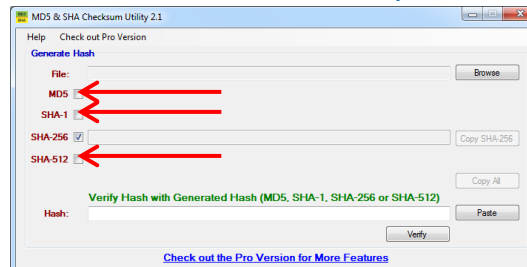 MD5 & SHA Checksum Utility 2.1
Help Check out Pro Version
Generate Hash
File: Browse
MD5
SHA-1
SHA-256 Copy SHA-256
SHA-512
Copy All
Verify Hash with Generated Hash (MD5, SHA-1, SHA-256 or SHA-512)
Hash: Paste
Verify
Check out the Pro Version for More Features